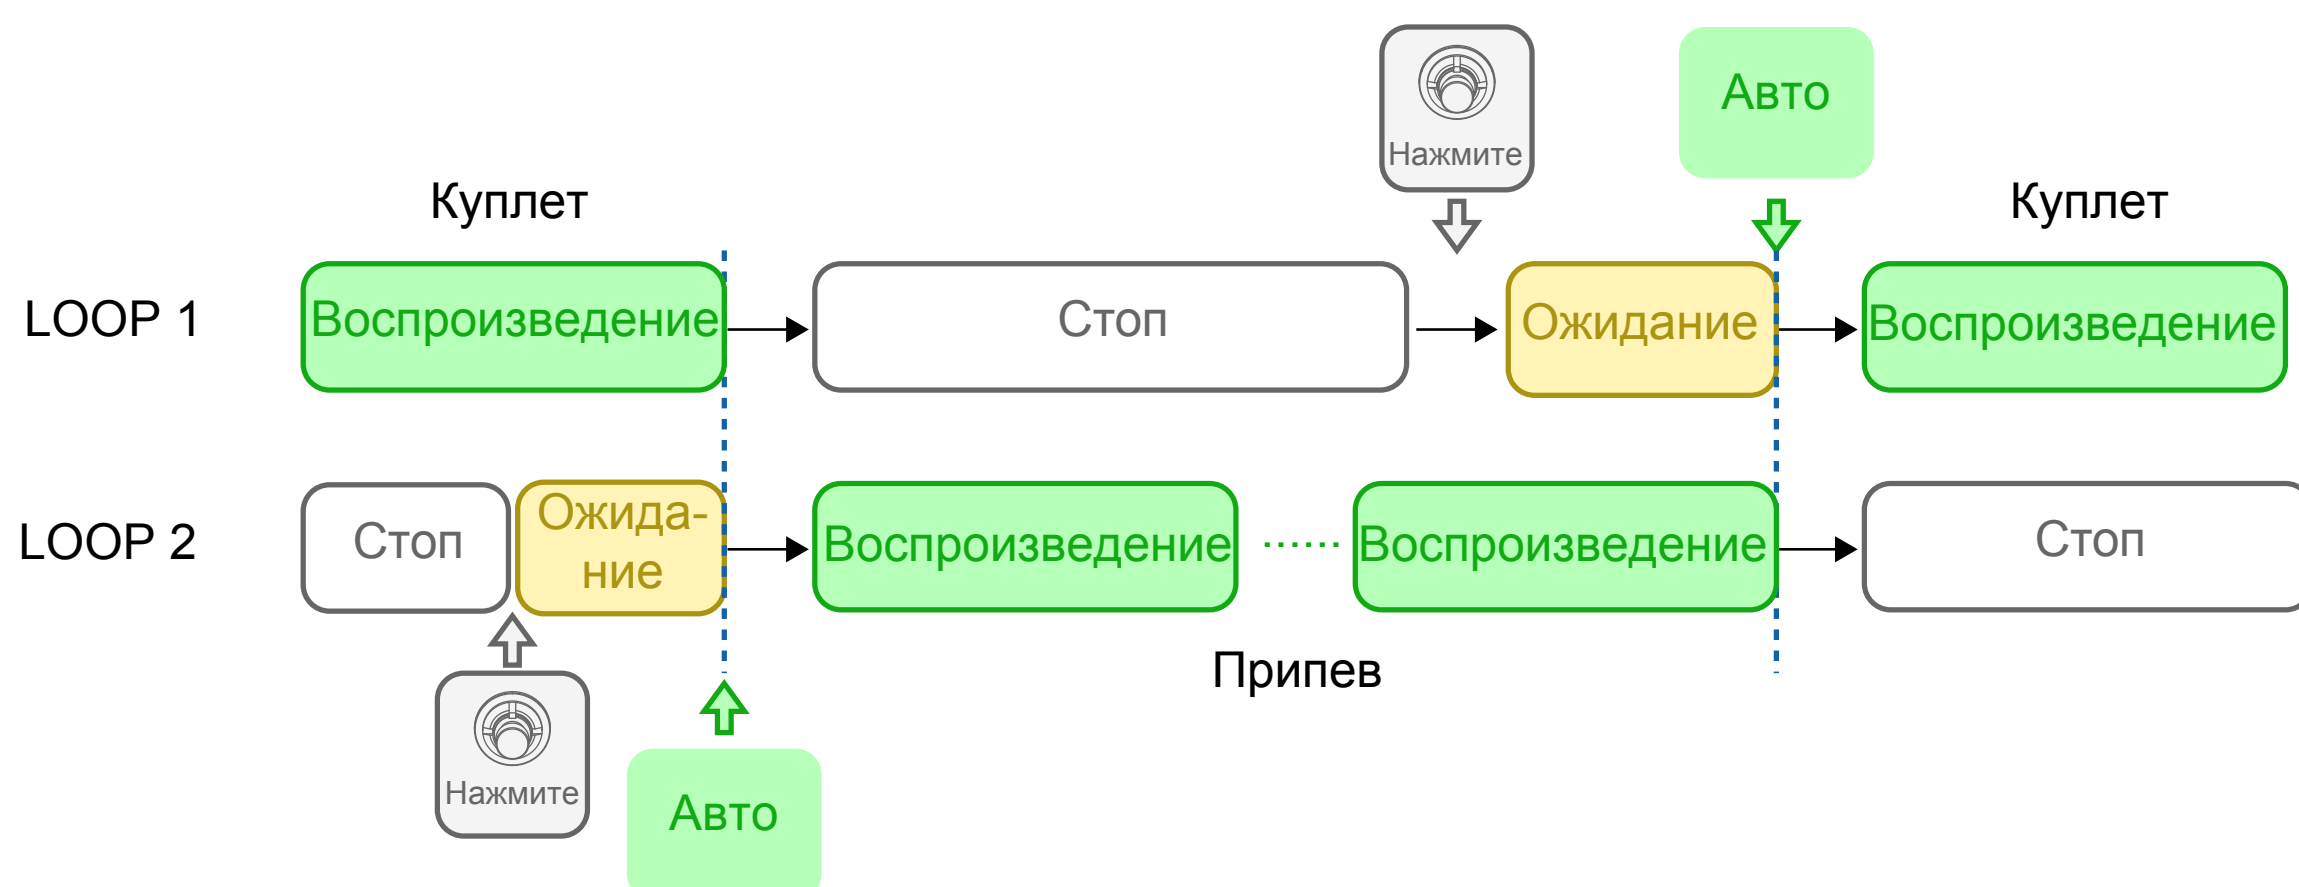 Нажмите
Авто
Куплет
Куплет
LOOP 1
Воспроизведение
Стоп
Ожидание
Воспроизведение
LOOP 2
Стоп
Ожида-
ние
Воспроизведение
......
Воспроизведение
Стоп
Припев
Нажмите
Авто